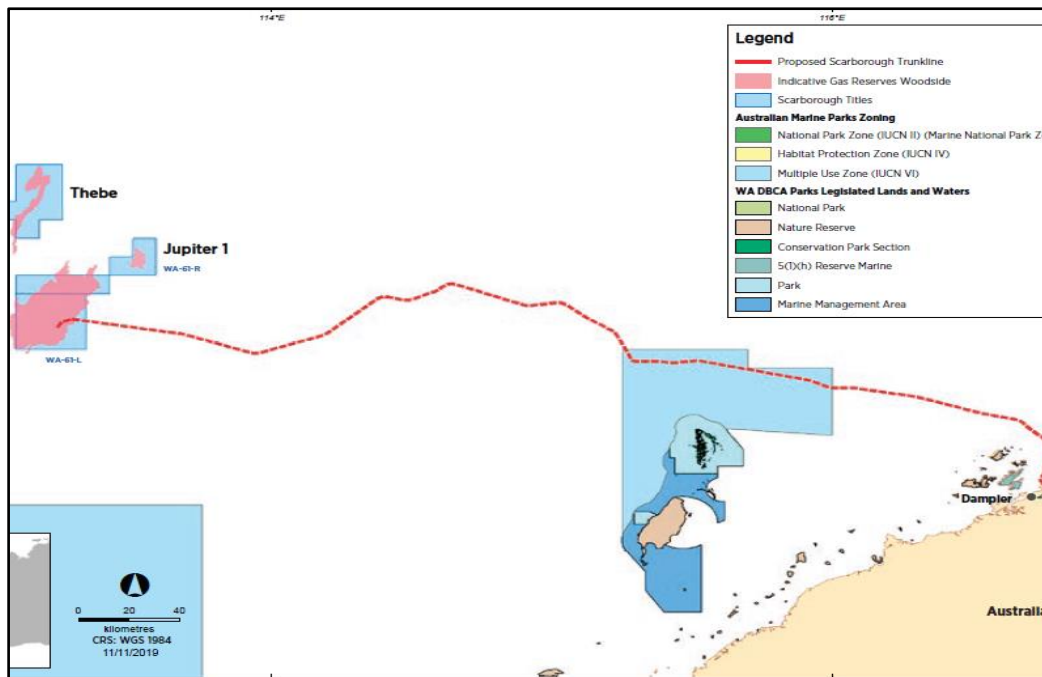 114°E
116°E
Legend
Proposed Scarborough Trunkline
Indicative Gas Reserves Woodside
Scarborough Titles
Australian Marine Parks Zoning
National Park Zone (IUCN II) (Marine National Park Z
Habitat Protection Zone (IUCN IV)
Multiple Use Zone (IUCN VI)
WA DBCA Parks Legislated Lands and Waters
National Park
Nature Reserve
Conservation Park Section
5(1)(h) Reserve Marine
Park
Marine Management Area
Thebe
Jupiter 1
WA-61-R
WA-61-L
Dampier
Australia
0 20 40
kilometres
CRS: WGS 1984
11/11/2019